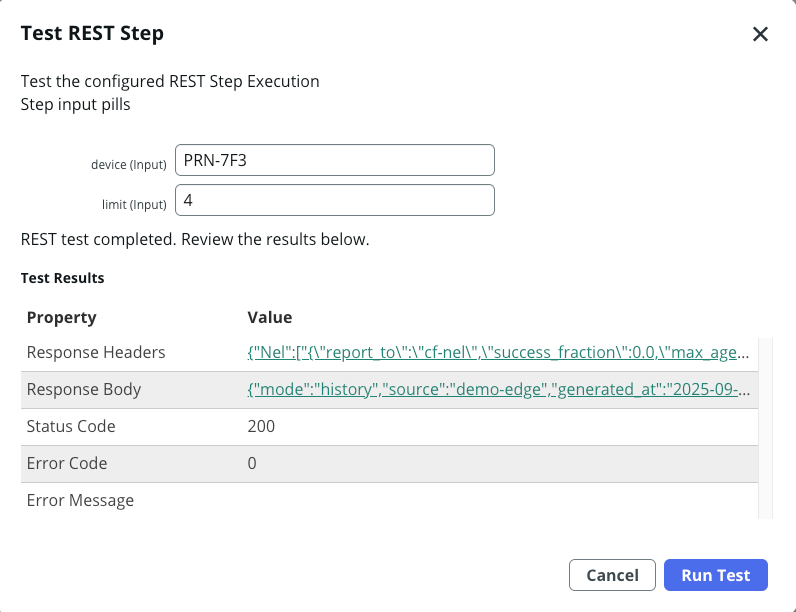 Test REST Step
Test the configured REST Step Execution
Step input pills
device (Input) PRN-7F3
limit (Input) 4
REST test completed. Review the results below.
Test Results
Property Value
Response Headers {"Nel":["{\"report_to\":\"cf-nel\",\"success_fraction\":0.0,\"max_age...
Response Body {"mode":"history","source":"demo-edge","generated_at":"2025-09-...
Status Code 200
Error Code 0
Error Message
Cancel Run Test